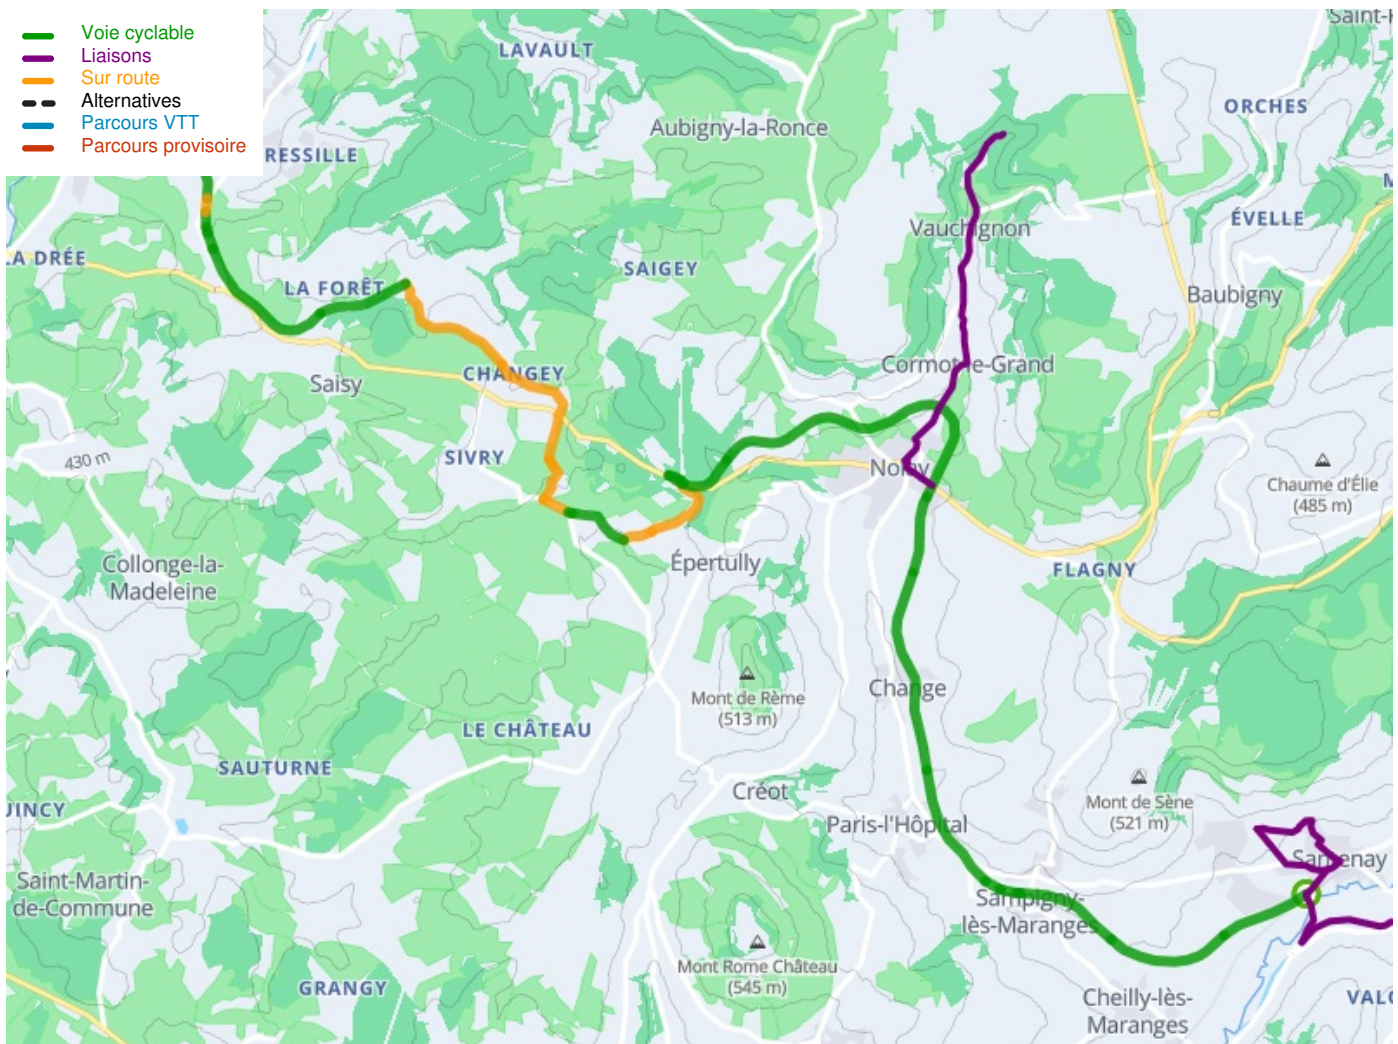 Voie cyclable
Liaisons
Sur route
Alternatives
Parcours VTT
Parcours provisoire
LAVAULT
ORCHES
Aubigny-la-Ronce
RESSILLE
ÉVELLE
Vauchignon
LA DRÉE
SAIGEY
LA FORÊT
Baubigny
Cormot-le-Grand
CHANGEY
Saisy
SIVRY
430 m
Nolay
Chaume d'Élie
(485 m)
Épertully
FLAGNY
Collonge-la-
Madeleine
Change
Mont de Rème
(513 m)
LE CHÂTEAU
SAUTURNE
Créot
Mont de Sène
(521 m)
UINCY
Paris-l'Hôpital
Santenay
Saint-Martin-
de-Commune
Sampigny-
lès-Maranges
Mont Rome Château
(545 m)
GRANGY
Cheilly-lès-
Maranges